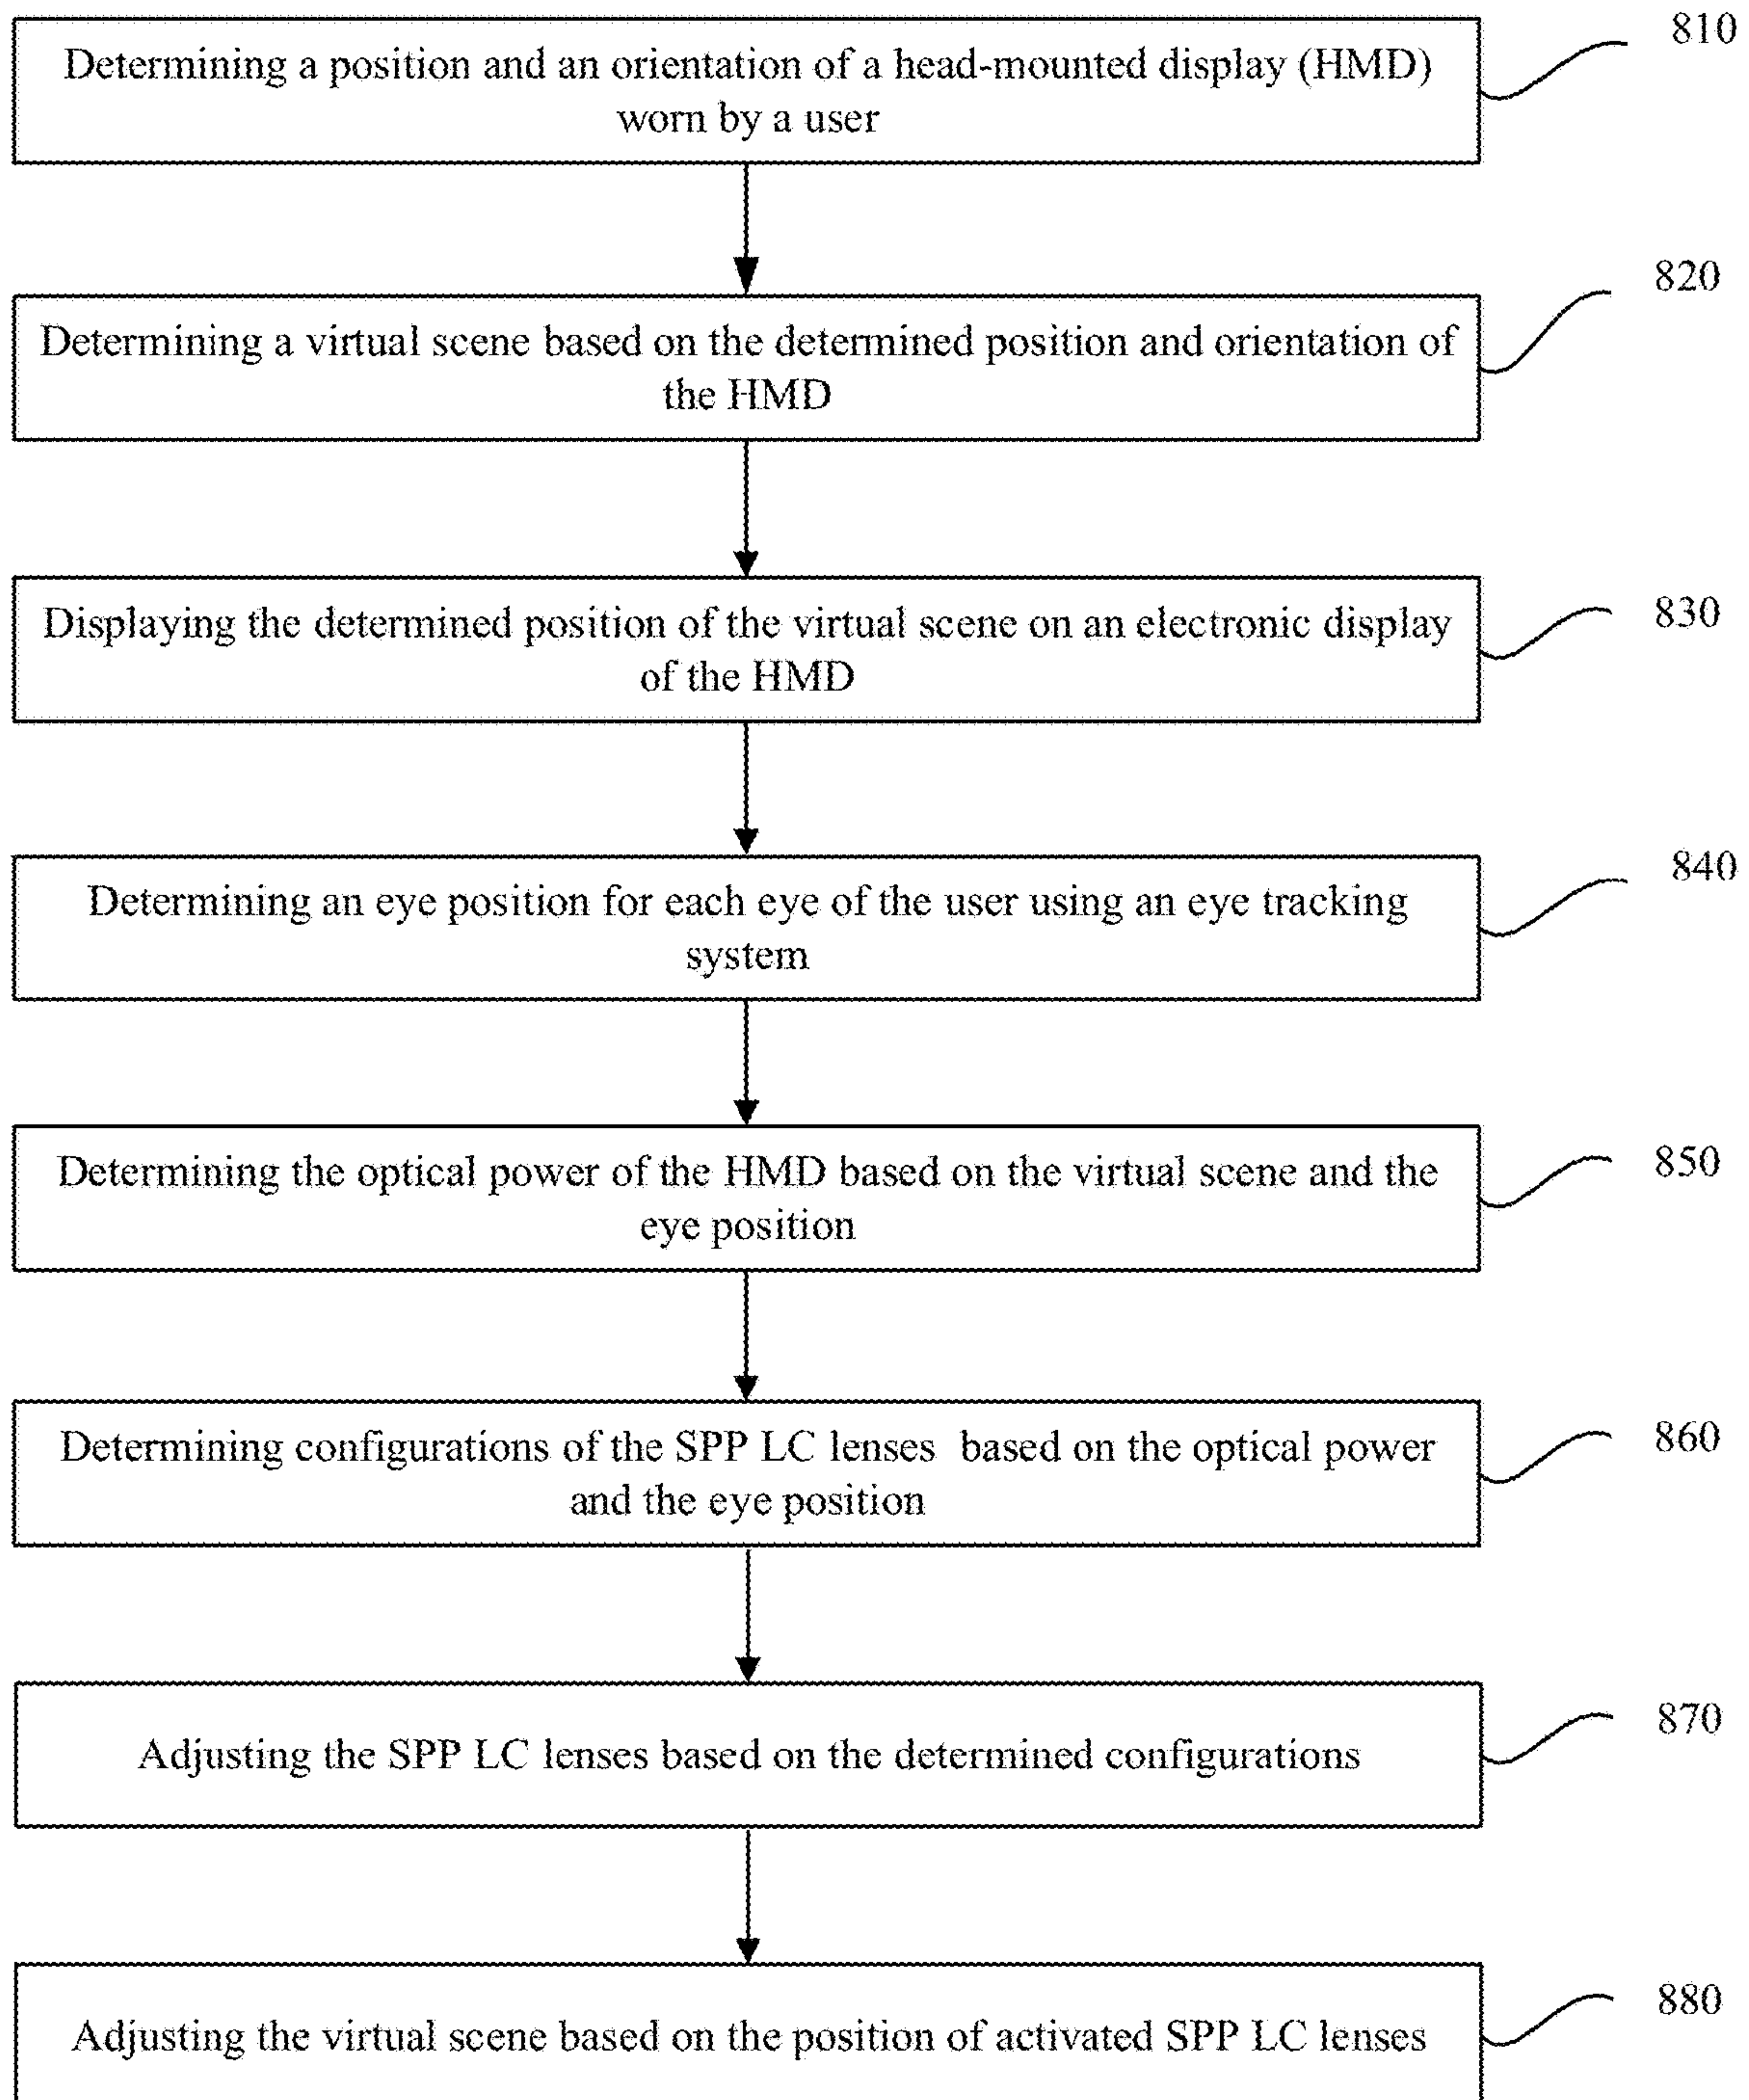 810
Determining a position and an orientation of a head-mounted display (HMD)
worn by a user
820
Determining a virtual scene based on the determined position and orientation of
the HMD
830
Displaying the determined position of the virtual scene on an electronic display
of the HMD
840
Determining an eye position for each eye of the user using an eye tracking
system
850
Determining the optical power of the HMD based on the virtual scene and the
eye position
860
Determining configurations of the SPP LC lenses based on the optical power
and the eye position
870
Adjusting the SPP LC lenses based on the determined configurations
880
Adjusting the virtual scene based on the position of activated SPP LC lenses